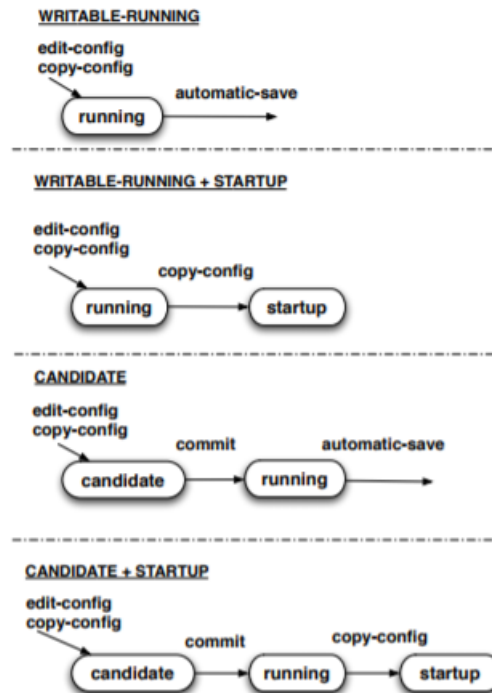 WRITABLE-RUNNING
edit-config
copy-config
automatic-save
running
WRITABLE-RUNNING + STARTUP
edit-config
copy-config
copy-config
running
startup
CANDIDATE
edit-config
copy-config
commit
automatic-save
candidate
running
CANDIDATE + STARTUP
edit-config
copy-config
commit
copy-config
candidate
running
startup